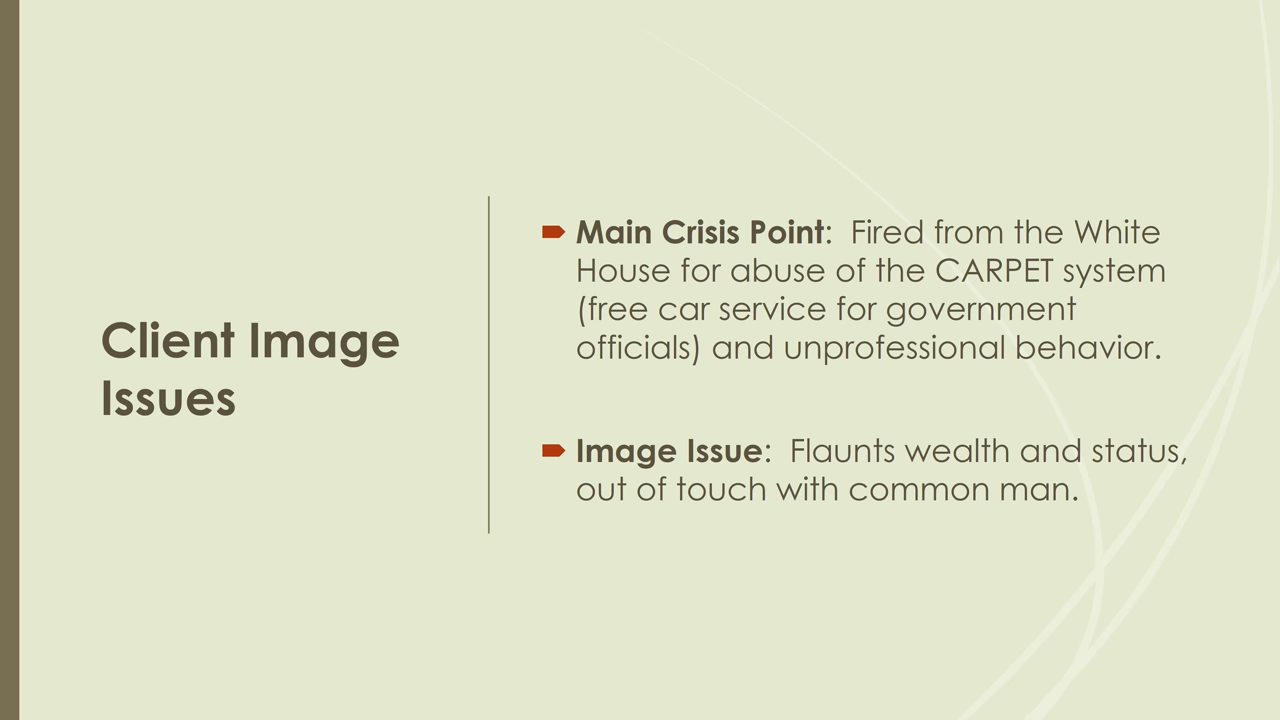 Client Image
Issues
Main Crisis Point:  Fired from the White
House for abuse of the CARPET system
(free car service for government
officials) and unprofessional behavior.
Image Issue:  Flaunts wealth and status,
out of touch with common man.